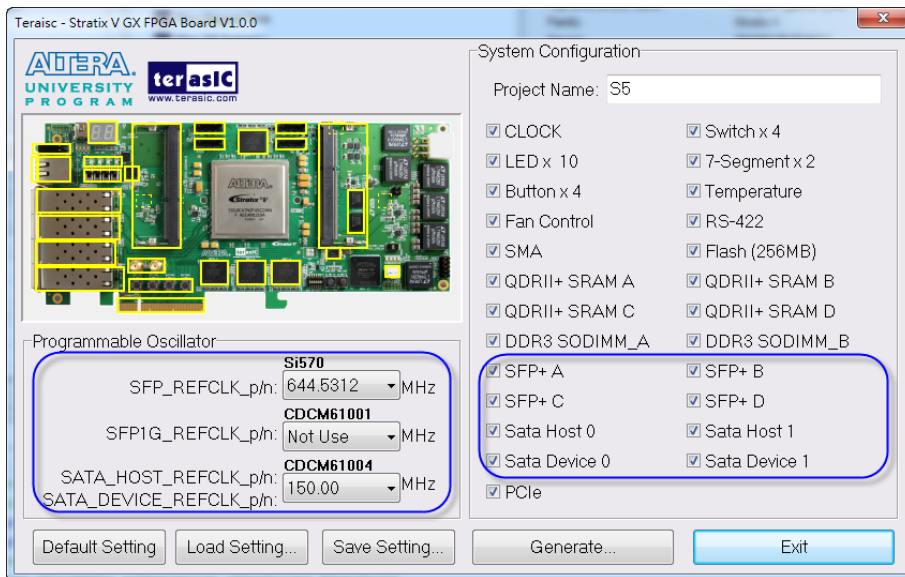 Teraisc - Stratix V GX FPGA Board V1.0.0
ALTERA.
UNIVERSITY
PROGRAM
terasIC
www.terasic.com
ALTERA
Stratix V
System Configuration
Project Name: S5
CLOCK
Switch x 4
LED x 10
7-Segment x 2
Button x 4
Temperature
Fan Control
RS-422
SMA
Flash (256MB)
QDRII+ SRAM A
QDRII+ SRAM B
QDRII+ SRAM C
QDRII+ SRAM D
DDR3 SODIMM_A
DDR3 SODIMM_B
SFP+ A
SFP+ B
SFP+ C
SFP+ D
Sata Host 0
Sata Host 1
Sata Device 0
Sata Device 1
PCIe
Programmable Oscillator
Si570
SFP_REFCLK_p/n: 644.5312 MHz
CDCM61001
SFP1G_REFCLK_p/n: Not Use MHz
CDCM61004
SATA_HOST_REFCLK_p/n:
SATA_DEVICE_REFCLK_p/n: 150.00 MHz
Default Setting
Load Setting...
Save Setting...
Generate...
Exit